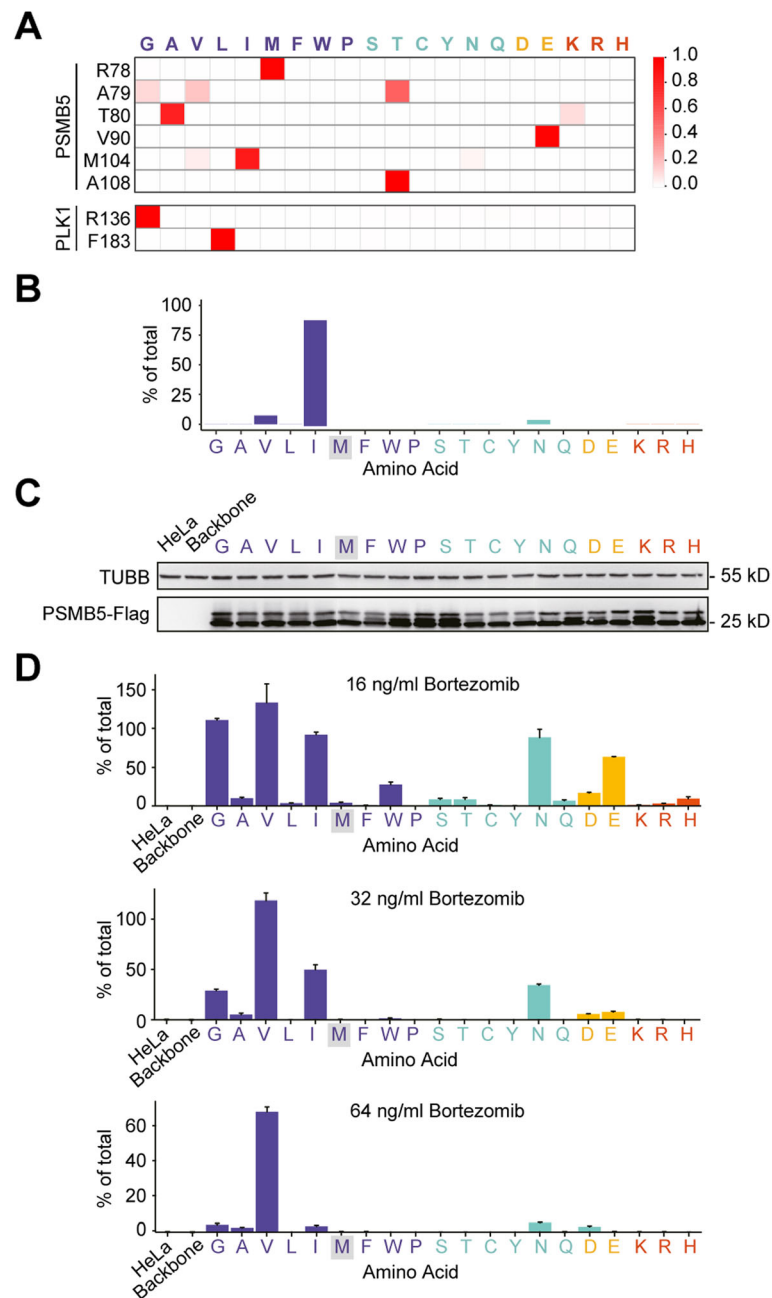 A
G A V L I M F W P S T C Y N Q D E K R H
PSMB5
R78
A79
T80
V90
M104
A108
1.0
0.8
0.6
0.4
0.2
0.0
PLK1
R136
F183
B
% of total
100
75
50
25
0
G A V L I M F W P S T C Y N Q D E K R H
Amino Acid
C
HeLa
Backbone
G A V L I M F W P S T C Y N Q D E K R H
TUBB
- 55 kD
PSMB5-Flag
- 25 kD
D
16 ng/ml Bortezomib
% of total
150
100
50
0
HeLa
Backbone
G A V L I M F W P S T C Y N Q D E K R H
Amino Acid
32 ng/ml Bortezomib
% of total
100
50
0
HeLa
Backbone
G A V L I M F W P S T C Y N Q D E K R H
Amino Acid
64 ng/ml Bortezomib
% of total
60
40
20
0
HeLa
Backbone
G A V L I M F W P S T C Y N Q D E K R H
Amino Acid